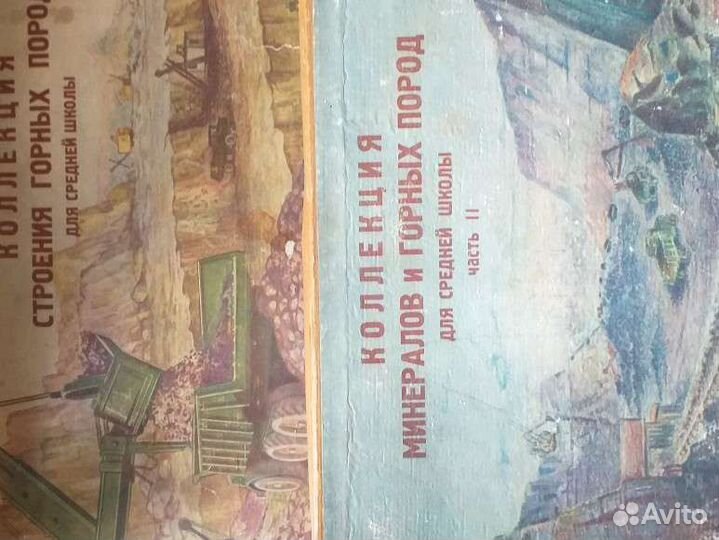 КОЛЛЕКЦИЯ
СТРОЕНИЯ ГОРНЫХ ПОРОД
ДЛЯ СРЕДНЕЙ ШКОЛЫ
КОЛЛЕКЦИЯ
МИНЕРАЛОВ И ГОРНЫХ ПОРОД
ДЛЯ СРЕДНЕЙ ШКОЛЫ
ЧАСТЬ II
Avito